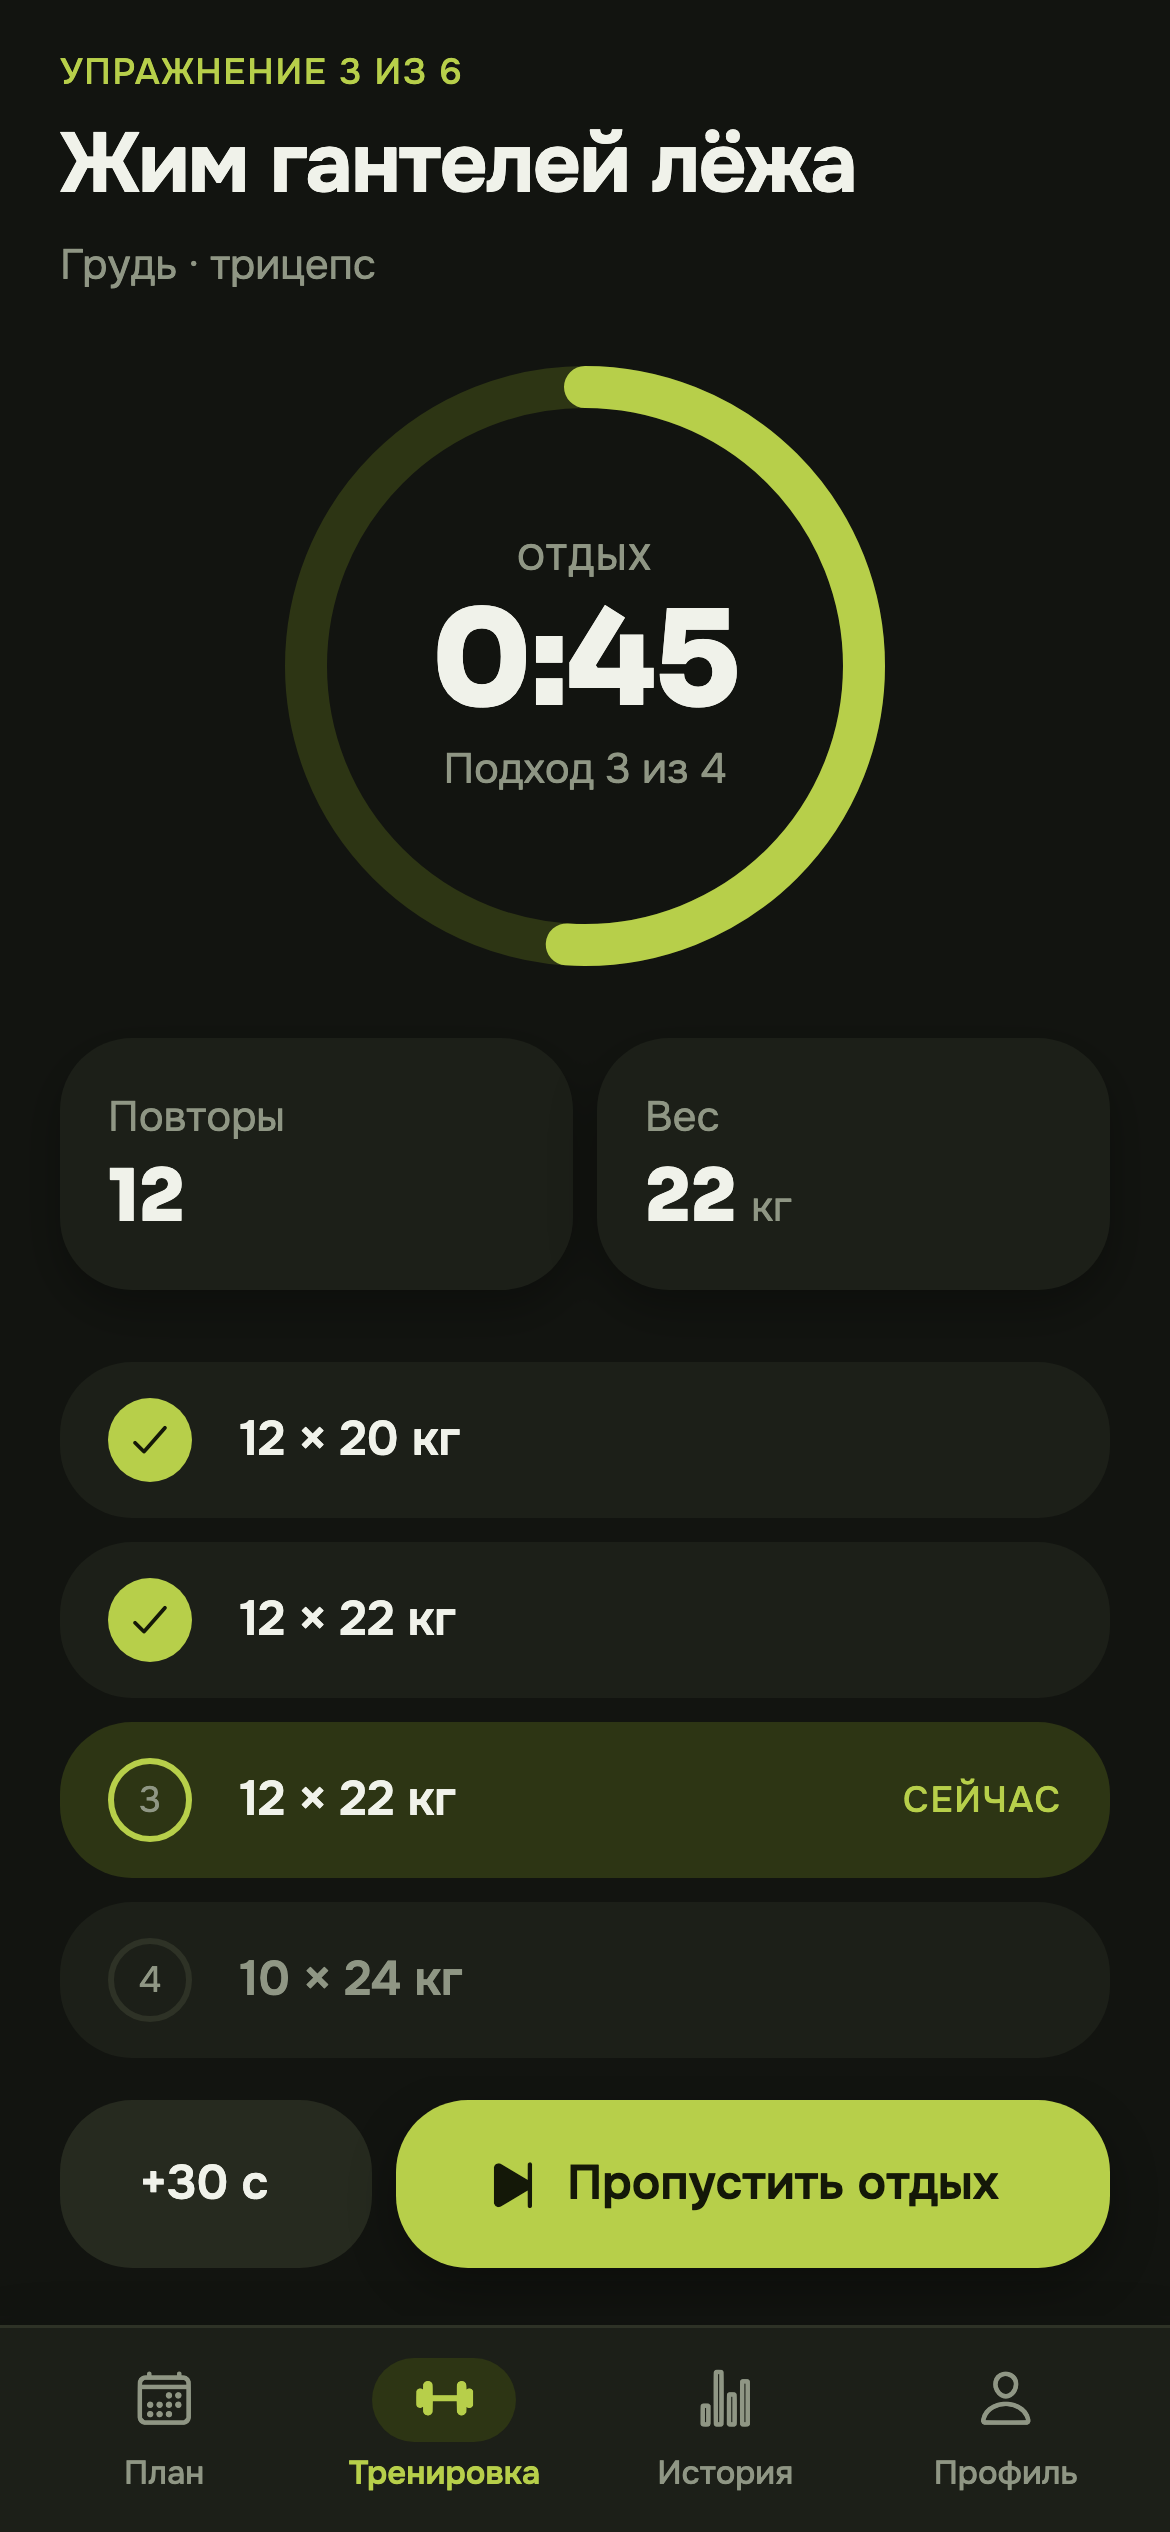 УПРАЖНЕНИЕ 3 ИЗ 6
Жим гантелей лёжа
Грудь · трицепс
ОТДЫХ
0:45
Подход 3 из 4
Повторы
12
Вес
22 кг
12 × 20 кг
12 × 22 кг
3
12 × 22 кг
СЕЙЧАС
4
10 × 24 кг
+30 с
Пропустить отдых
План
Тренировка
История
Профиль